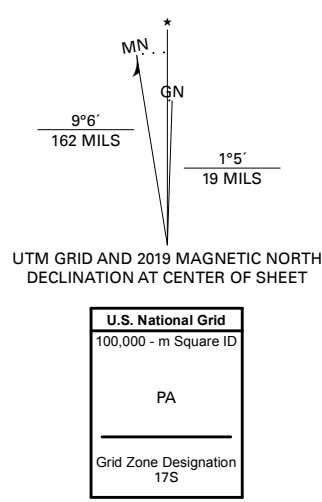 ★
MN
GN
9°6´
162 MILS
1°5´
19 MILS
UTM GRID AND 2019 MAGNETIC NORTH
DECLINATION AT CENTER OF SHEET
U.S. National Grid
100,000 - m Square ID
PA
Grid Zone Designation
17S